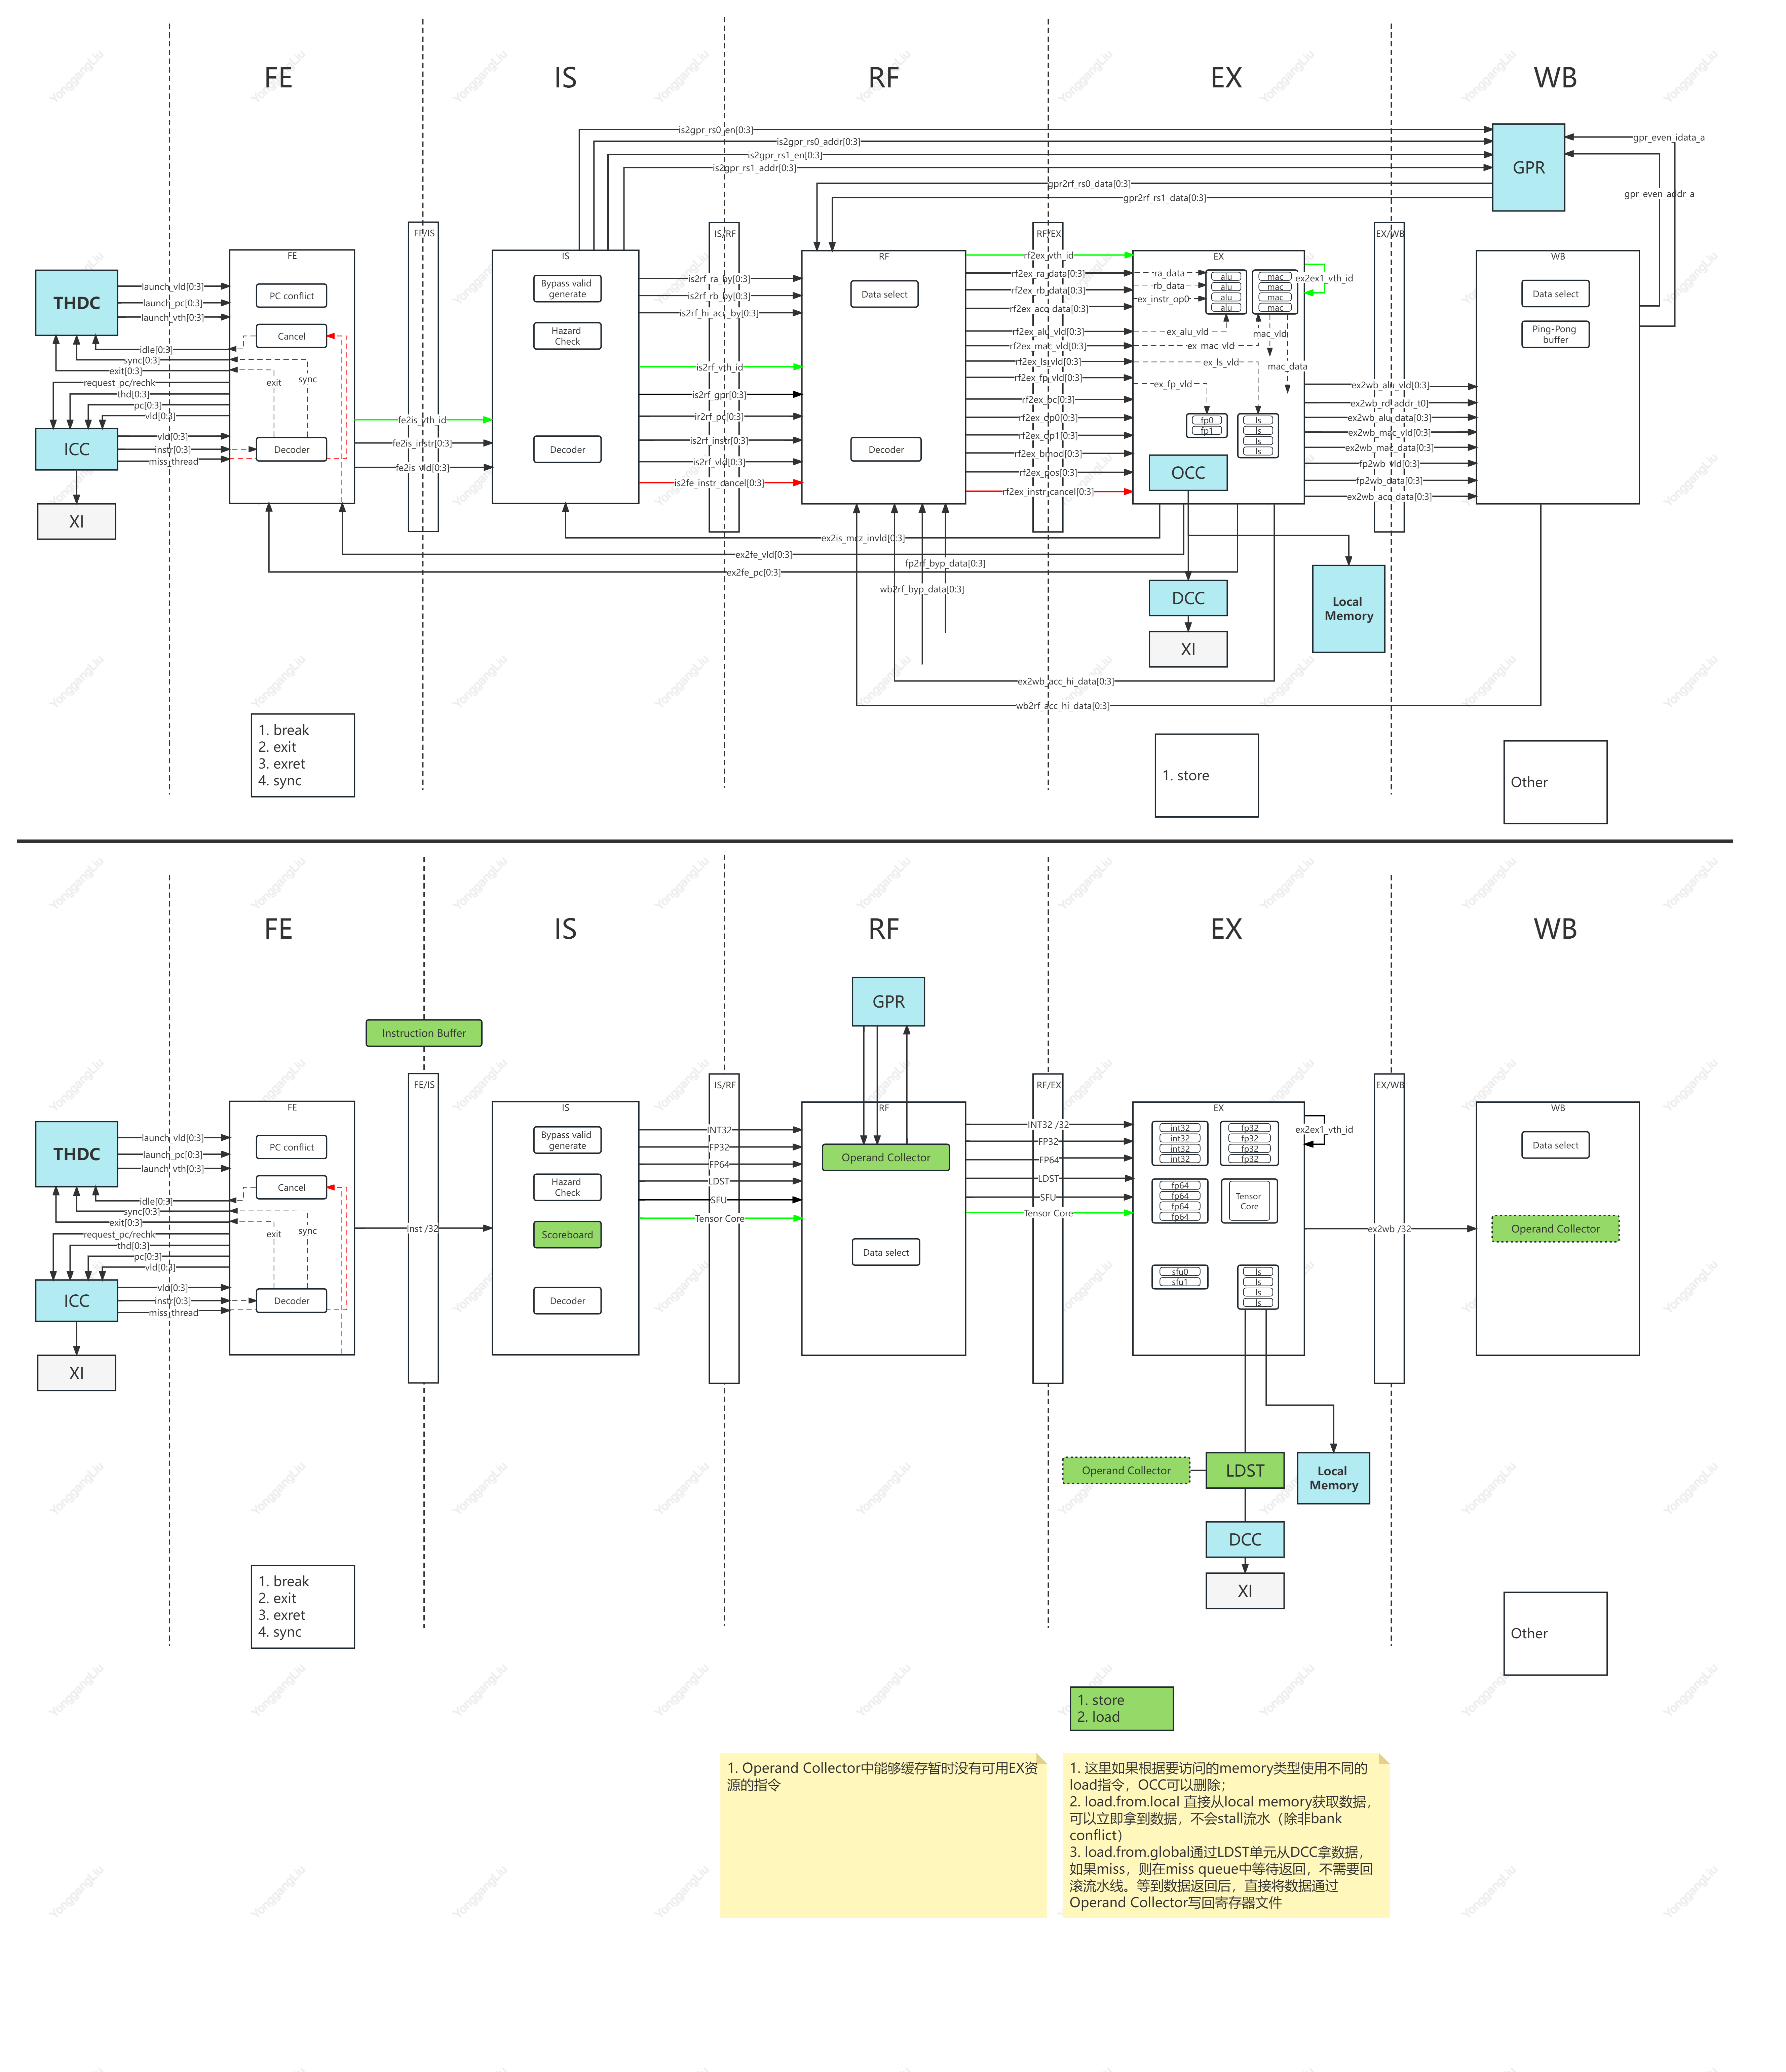 FE
IS
RF
EX
WB
is2gpr_rs0_en[0:3]
is2gpr_rs0_addr[0:3]
is2gpr_rs1_en[0:3]
is2gpr_rs1_addr[0:3]
gpr2rf_rs0_data[0:3]
gpr2rf_rs1_data[0:3]
GPR
gpr_even_idata_a
gpr_even_addr_a
THDC
launch_vld[0:3]
launch_pc[0:3]
launch_vth[0:3]
idle[0:3]
sync[0:3]
exit[0:3]
request_pc/rechk
thd[0:3]
pc[0:3]
vld[0:3]
ICC
vld[0:3]
instr[0:3]
miss_thread
XI
FE
PC conflict
Cancel
exit
sync
Decoder
FE/IS
fe2is_vth_id
fe2is_instr[0:3]
fe2is_vld[0:3]
IS
Bypass valid
generate
Hazard
Check
Decoder
IS/RF
is2rf_ra_by[0:3]
is2rf_rb_by[0:3]
is2rf_hi_acc_by[0:3]
is2rf_vth_id
is2rf_gpr[0:3]
ir2rf_pc[0:3]
is2rf_instr[0:3]
is2rf_vld[0:3]
is2fe_instr_cancel[0:3]
RF
Data select
Decoder
RF/EX
rf2ex_vth_id
rf2ex_ra_data[0:3]
rf2ex_rb_data[0:3]
rf2ex_acq_data[0:3]
rf2ex_alu_vld[0:3]
rf2ex_mac_vld[0:3]
rf2ex_ls_vld[0:3]
rf2ex_fp_vld[0:3]
rf2ex_pc[0:3]
rf2ex_op0[0:3]
rf2ex_op1[0:3]
rf2ex_bmod[0:3]
rf2ex_pos[0:3]
rf2ex_instr_cancel[0:3]
EX
ra_data
rb_data
ex_instr_op0
ex_alu_vld
ex_mac_vld
ex_ls_vld
ex_fp_vld
alu
alu
alu
alu
mac
mac
mac
mac
mac_vld
mac_data
fp0
fp1
ls
ls
ls
ls
OCC
ex2ex1_vth_id
EX/WB
ex2wb_alu_vld[0:3]
ex2wb_rd_addr_t0]
ex2wb_alu_data[0:3]
ex2wb_mac_vld[0:3]
ex2wb_mac_data[0:3]
fp2wb_vld[0:3]
fp2wb_data[0:3]
ex2wb_acq_data[0:3]
WB
Data select
Ping-Pong
buffer
ex2is_mcz_invld[0:3]
ex2fe_vld[0:3]
ex2fe_pc[0:3]
fp2rf_byp_data[0:3]
wb2rf_byp_data[0:3]
DCC
XI
Local
Memory
ex2wb_acc_hi_data[0:3]
wb2rf_acc_hi_data[0:3]
1. break
2. exit
3. exret
4. sync
1. store
Other
FE
IS
RF
EX
WB
GPR
Instruction Buffer
THDC
launch_vld[0:3]
launch_pc[0:3]
launch_vth[0:3]
idle[0:3]
sync[0:3]
exit[0:3]
request_pc/rechk
thd[0:3]
pc[0:3]
vld[0:3]
ICC
vld[0:3]
instr[0:3]
miss_thread
XI
FE
PC conflict
Cancel
exit
sync
Decoder
FE/IS
Inst /32
IS
Bypass valid
generate
Hazard
Check
Scoreboard
Decoder
IS/RF
INT32
FP32
FP64
LDST
SFU
Tensor Core
RF
Operand Collector
Data select
RF/EX
INT32 /32
FP32
FP64
LDST
SFU
Tensor Core
EX
int32
int32
int32
int32
fp32
fp32
fp32
fp32
fp64
fp64
fp64
fp64
Tensor
Core
sfu0
sfu1
ls
ls
ls
ls
ex2ex1_vth_id
EX/WB
ex2wb /32
WB
Data select
Operand Collector
Operand Collector
LDST
Local
Memory
DCC
XI
1. break
2. exit
3. exret
4. sync
Other
1. store
2. load
1. Operand Collector中能够缓存暂时没有可用EX资
源的指令
1. 这里如果根据要访问的memory类型使用不同的
load指令，OCC可以删除；
2. load.from.local 直接从local memory获取数据，
可以立即拿到数据，不会stall流水（除非bank
conflict）
3. load.from.global通过LDST单元从DCC拿数据，
如果miss，则在miss queue中等待返回，不需要回
滚流水线。等到数据返回后，直接将数据通过
Operand Collector写回寄存器文件
YonggangLiu